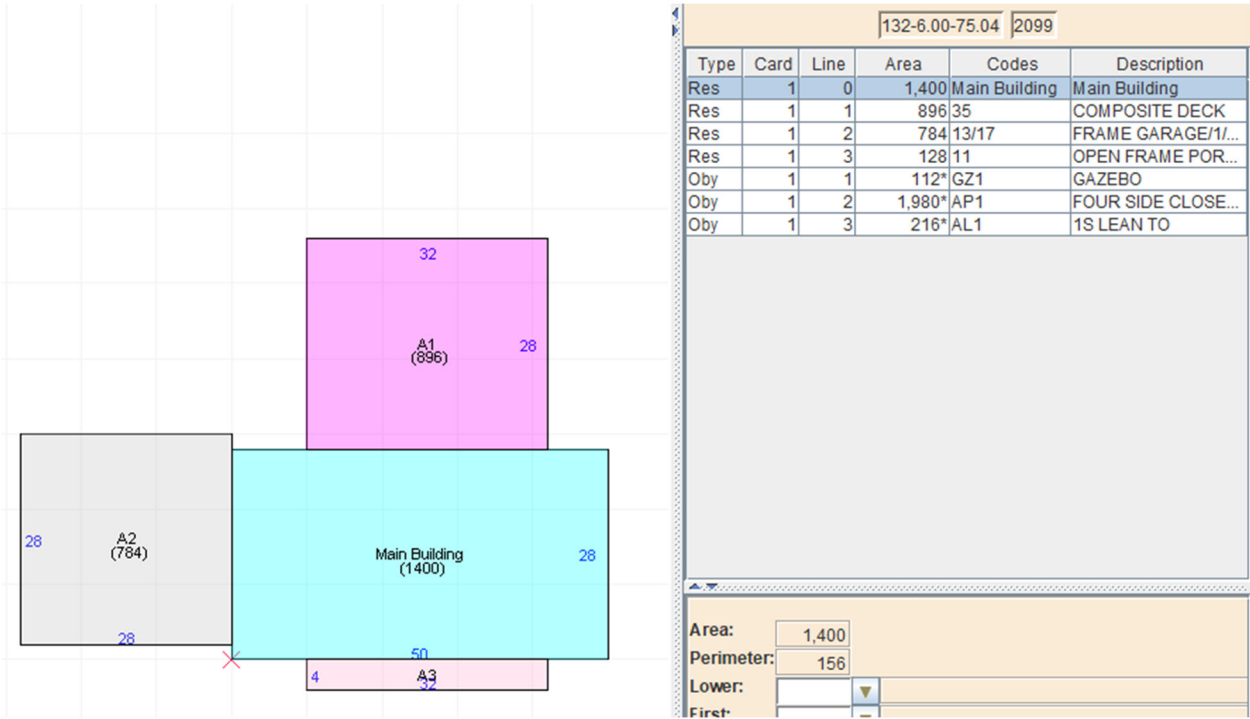 132-6.00-75.04 2099
Type Card Line Area Codes Description
Res 1 0 1,400 Main Building Main Building
Res 1 1 896 35 COMPOSITE DECK
Res 1 2 784 13/17 FRAME GARAGE/1/...
Res 1 3 128 11 OPEN FRAME POR...
Oby 1 1 112* GZ1 GAZEBO
Oby 1 2 1,980* AP1 FOUR SIDE CLOSE...
Oby 1 3 216* AL1 1S LEAN TO
32
A1
(896)
28
A2
(784)
28
28
Main Building
(1400)
28
50
A3
4
32
Area: 1,400
Perimeter: 156
Lower:
First: